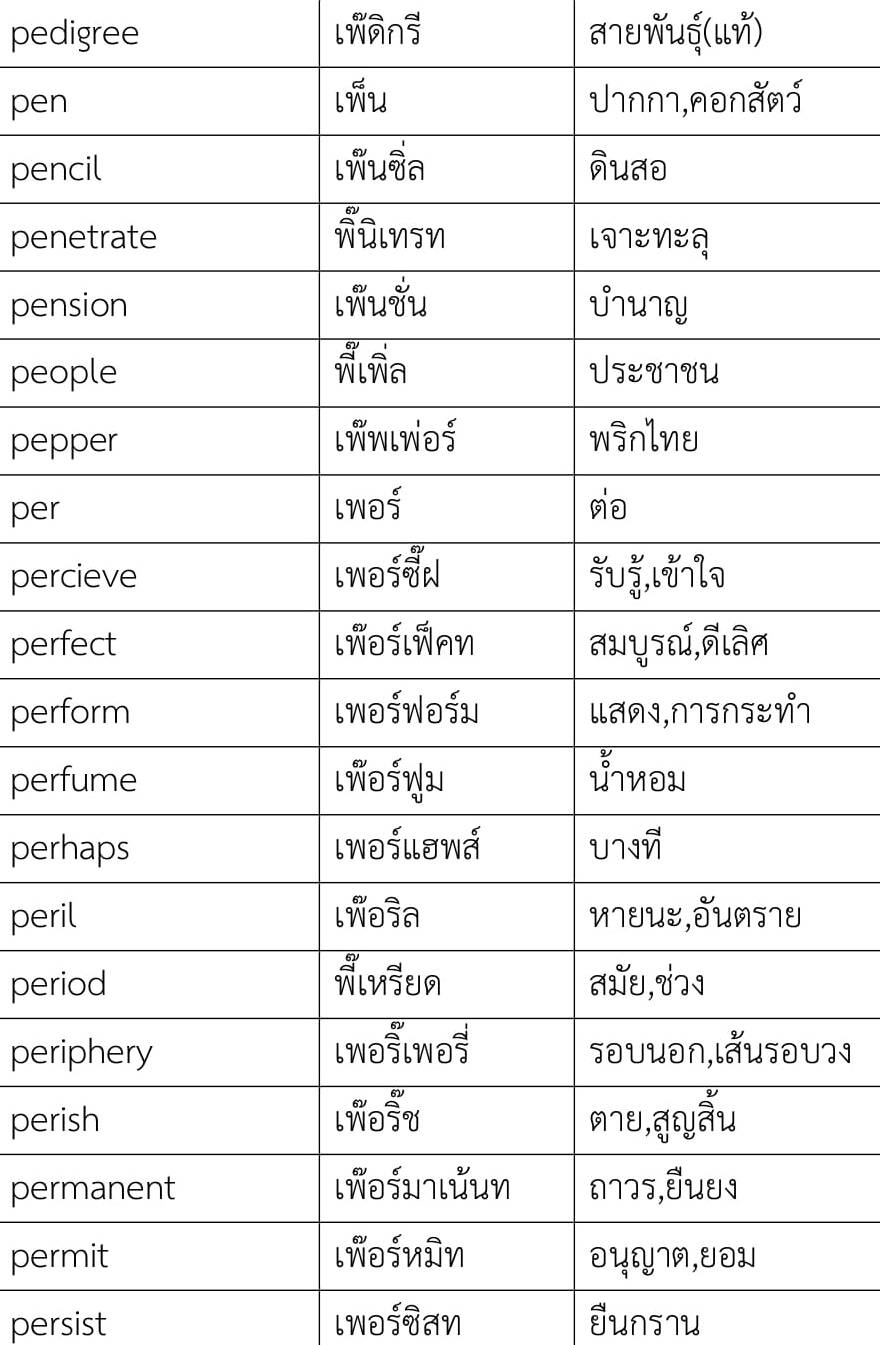 pedigree เพ๊ดิกรี สายพันธุ์(แท้)
pen เพ็น ปากกา,คอกสัตว์
pencil เพ๊นซิ่ล ดินสอ
penetrate พิ๊นิเทรท เจาะทะลุ
pension เพ๊นชั่น บำนาญ
people พี๊เพิ่ล ประชาชน
pepper เพ๊พเพ่อร์ พริกไทย
per เพอร์ ต่อ
percieve เพอร์ซี๊ฝ รับรู้,เข้าใจ
perfect เพ๊อร์เฟ็คท สมบูรณ์,ดีเลิศ
perform เพอร์ฟอร์ม แสดง,การกระทำ
perfume เพ๊อร์ฟูม น้ำหอม
perhaps เพอร์แฮพส์ บางที
peril เพ๊อริล หายนะ,อันตราย
period พี๊เหรียด สมัย,ช่วง
periphery เพอริ๊เพอรี่ รอบนอก,เส้นรอบวง
perish เพ๊อริ๊ช ตาย,สูญสิ้น
permanent เพ๊อร์มาเน้นท ถาวร,ยืนยง
permit เพ๊อร์หมิท อนุญาต,ยอม
persist เพอร์ซิสท ยืนกราน